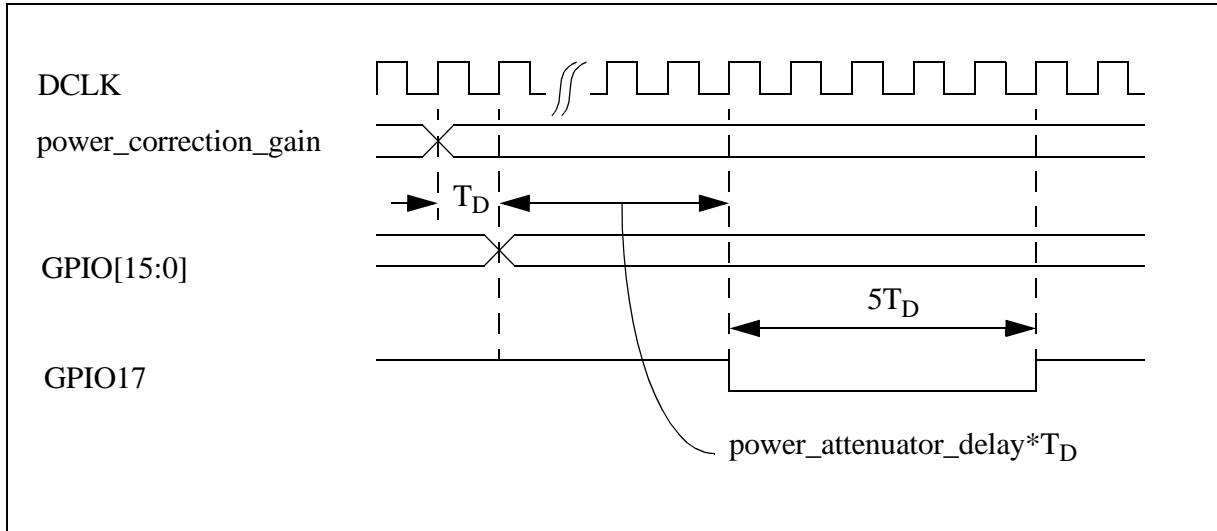 DCLK
power_correction_gain
TD
GPIO[15:0]
5TD
GPIO17
power_attenuator_delay*TD